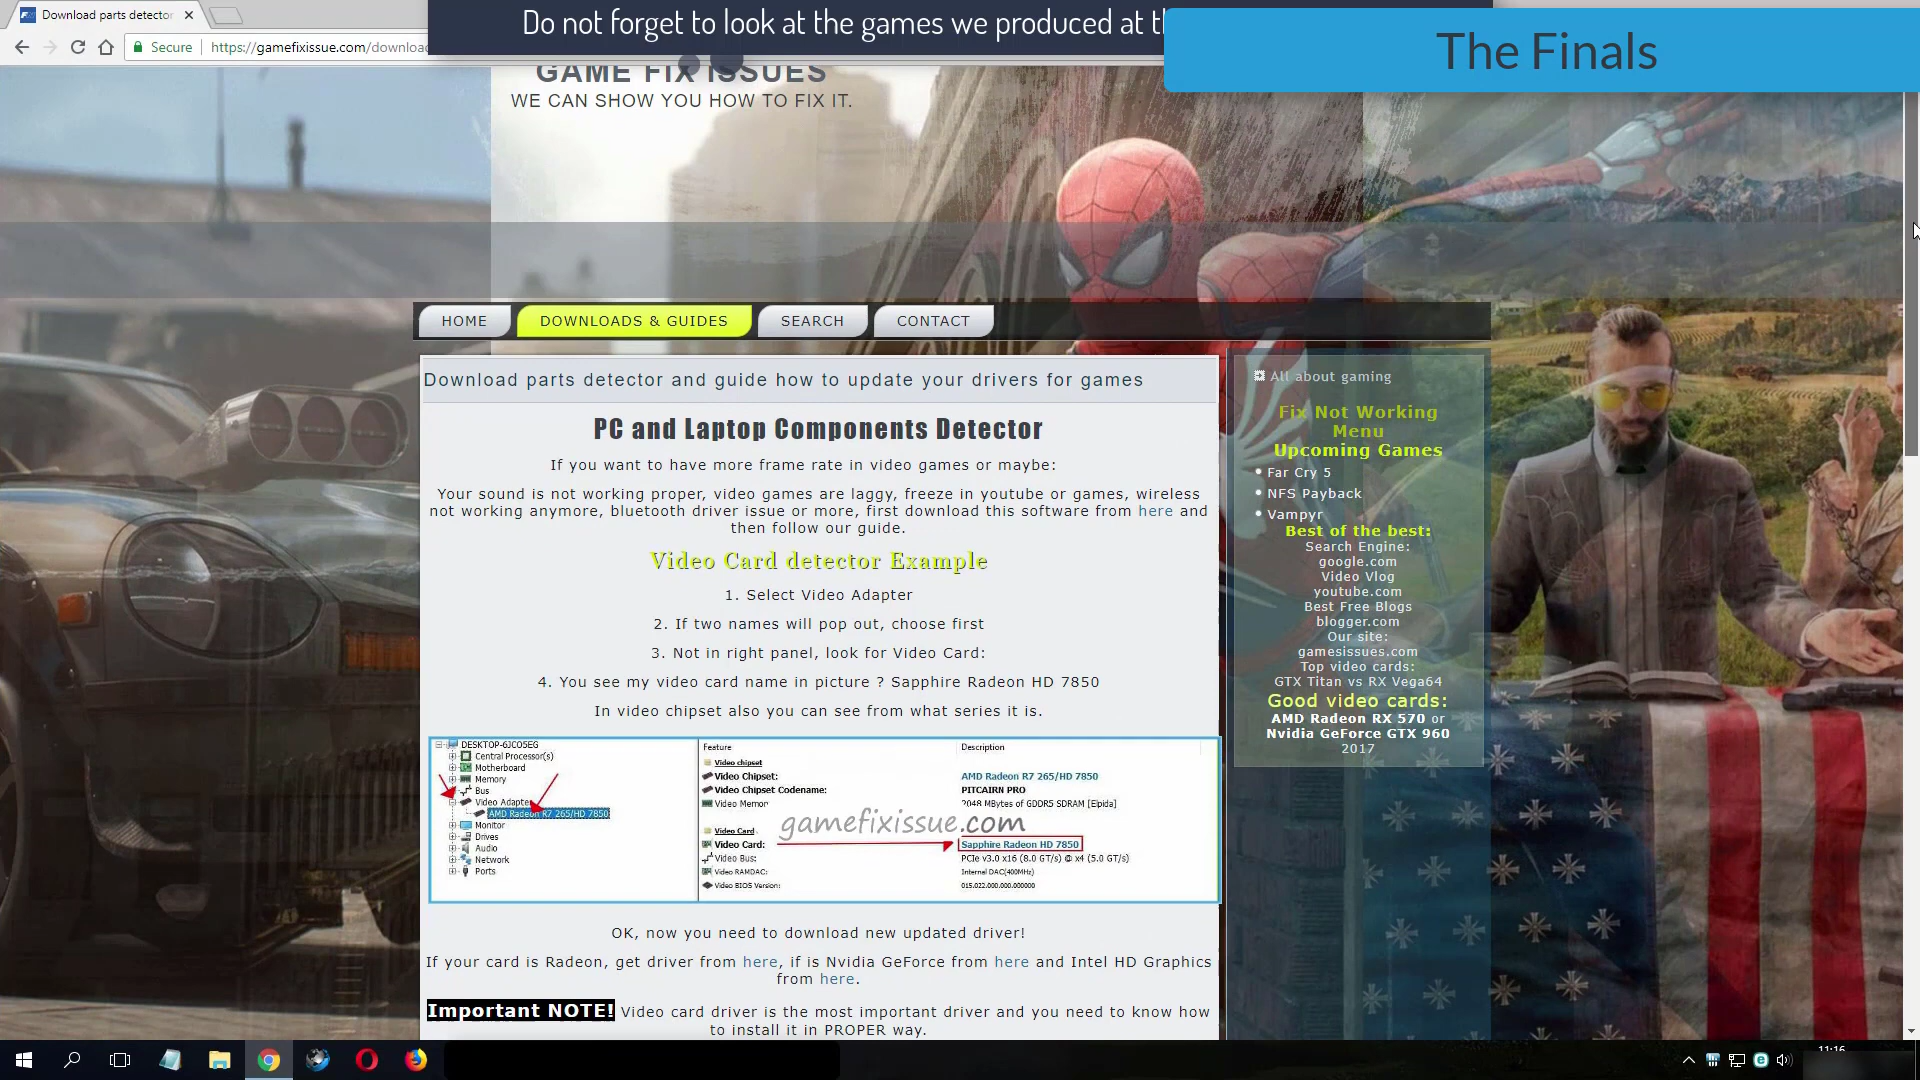 Download parts detector
Do not forget to look at the games we produced at
The Finals
Secure
https://gamefixissue.com/download
GAME FIX ISSUES
WE CAN SHOW YOU HOW TO FIX IT.
HOME
DOWNLOADS & GUIDES
SEARCH
CONTACT
Download parts detector and guide how to update your drivers for games
PC and Laptop Components Detector
If you want to have more frame rate in video games or maybe:
Your sound is not working proper, video games are laggy, freeze in youtube or games, wireless
not working anymore, bluetooth driver issue or more, first download this software from here and
then follow our guide.
Video Card detector Example
1. Select Video Adapter
2. If two names will pop out, choose first
3. Not in right panel, look for Video Card:
4. You see my video card name in picture ? Sapphire Radeon HD 7850
In video chipset also you can see from what series it is.
DESKTOP-6JCO5EG
Central Processor(s)
Motherboard
Memory
Bus
Video Adapte
AMD Radeon R7 265/HD 7850
Monitor
Drives
Audio
Network
Ports
Feature Description
Video chipset
Video Chipset: AMD Radeon R7 265/HD 7850
Video Chipset Codename: PITCAIRN PRO
Video Memor 2048 MBytes of GDDR5 SDRAM [Elpida]
gamefixissue.com
Video Card
Video Card: Sapphire Radeon HD 7850
Video Bus: PCIe v3.0 x16 (8.0 GT/s) @ x4 (5.0 GT/s)
Video RAMDAC: Internal DAC(400MHz)
Video BIOS Version: 015.022.000.000.000000
OK, now you need to download new updated driver!
If your card is Radeon, get driver from here, if is Nvidia GeForce from here and Intel HD Graphics
from here.
Important NOTE! Video card driver is the most important driver and you need to know how
to install it in PROPER way.
All about gaming
Fix Not Working
Menu
Upcoming Games
Far Cry 5
NFS Payback
Vampyr
Best of the best:
Search Engine:
google.com
Video Vlog
youtube.com
Best Free Blogs
blogger.com
Our site:
gamesissues.com
Top video cards:
GTX Titan vs RX Vega64
Good video cards:
AMD Radeon RX 570 or
Nvidia GeForce GTX 960
2017
11:16